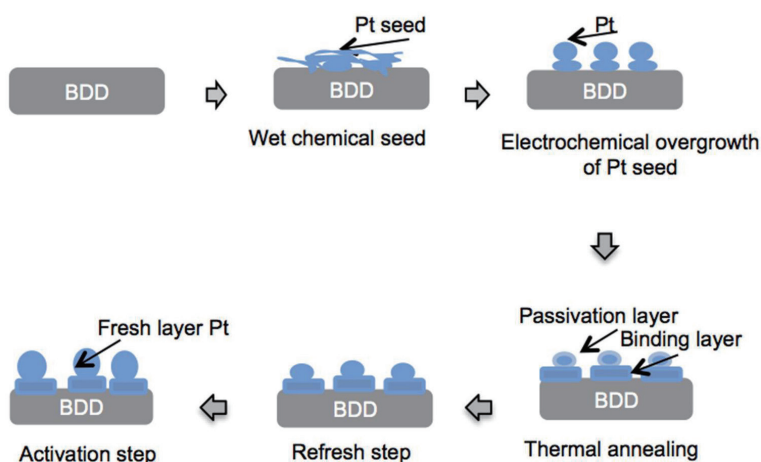 Pt seed
Pt
BDD
BDD
BDD
Wet chemical seed
Electrochemical overgrowth
of Pt seed
Passivation layer
Binding layer
Fresh layer Pt
BDD
BDD
BDD
Activation step
Refresh step
Thermal annealing